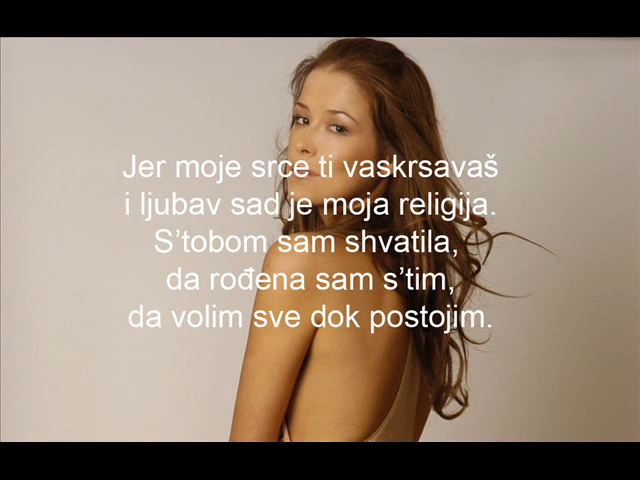 Jer moje srce ti vaskrsavaš
i ljubav sad je moja religija.
S’tobom sam shvatila,
da rođena sam s’tim,
da volim sve dok postojim.